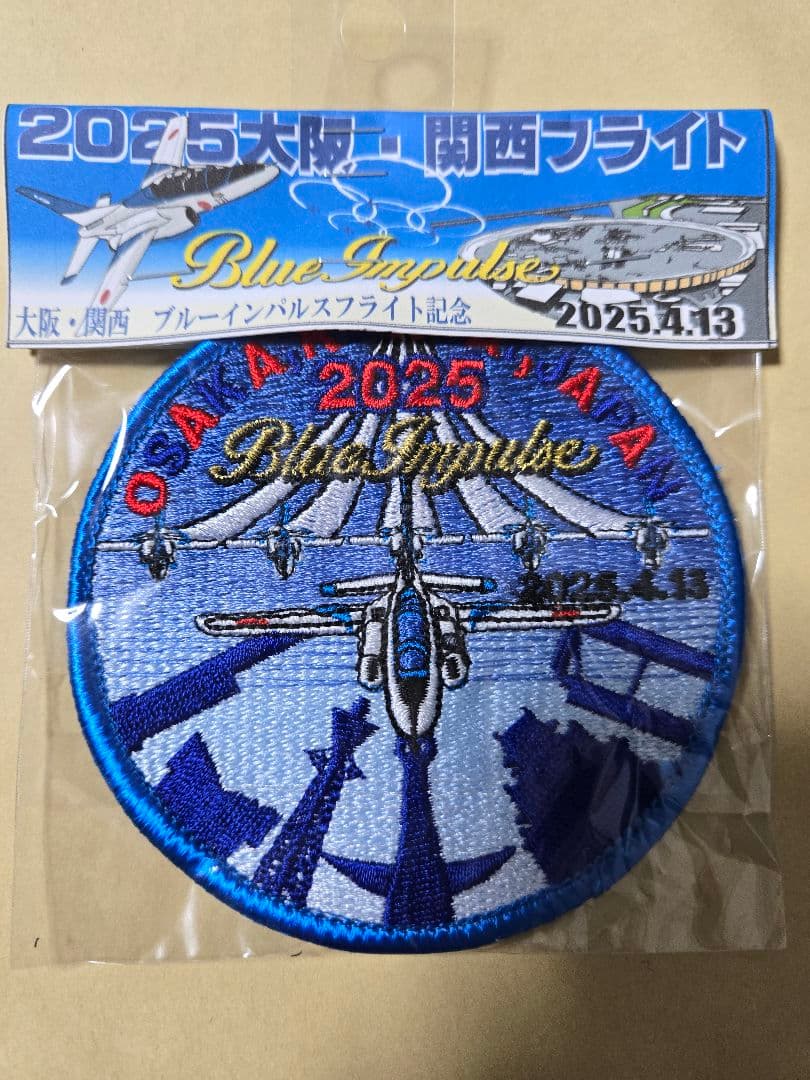 2025大阪・関西フライト
Blue Impulse
大阪・関西 ブルーインパルスフライト記念
2025.4.13
OSAKA JAPAN
2025
Blue Impulse
2025.4.13